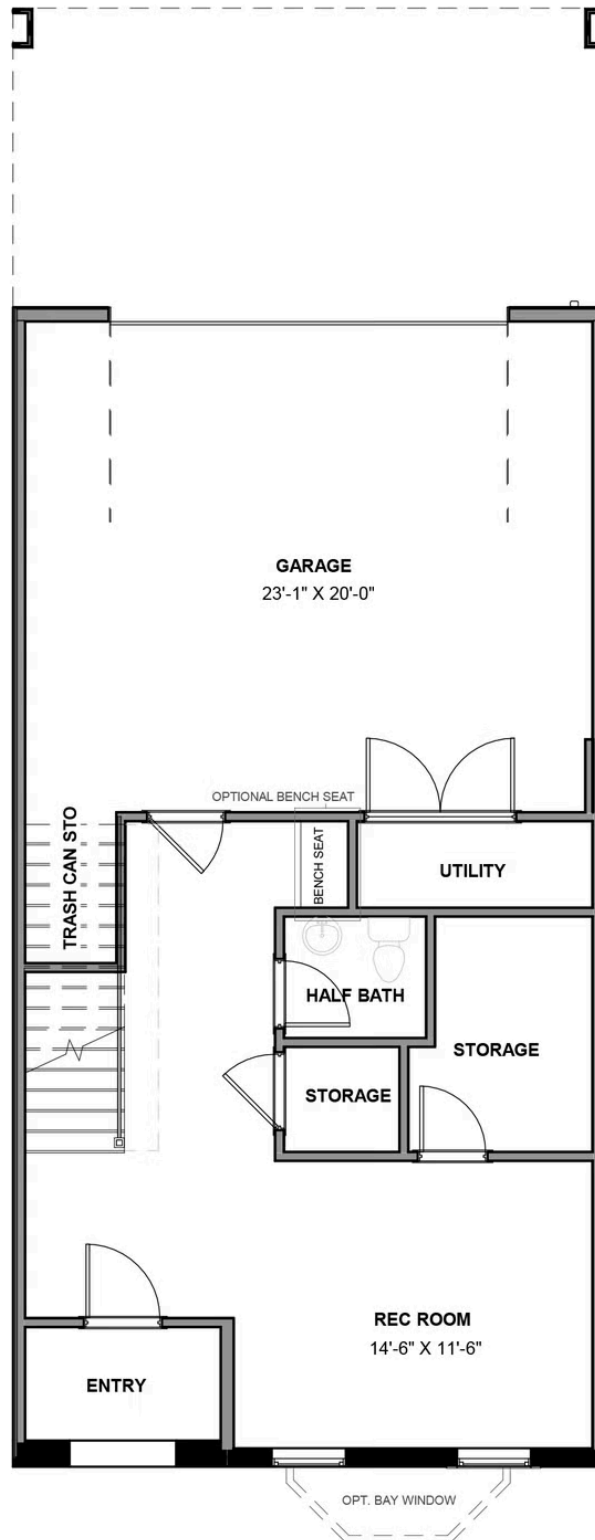 GARAGE
23'-1" X 20'-0"
OPTIONAL BENCH SEAT
TRASH CAN STO
BENCH SEAT
UTILITY
HALF BATH
STORAGE
STORAGE
REC ROOM
14'-6" X 11'-6"
ENTRY
OPT. BAY WINDOW